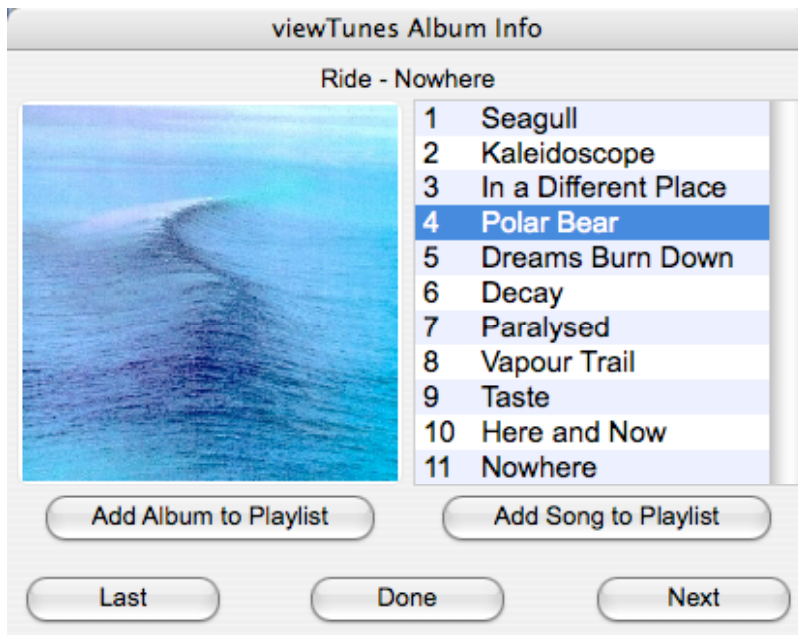 viewTunes Album Info
Ride - Nowhere
1 Seagull
2 Kaleidoscope
3 In a Different Place
4 Polar Bear
5 Dreams Burn Down
6 Decay
7 Paralysed
8 Vapour Trail
9 Taste
10 Here and Now
11 Nowhere
Add Album to Playlist Add Song to Playlist
Last Done Next